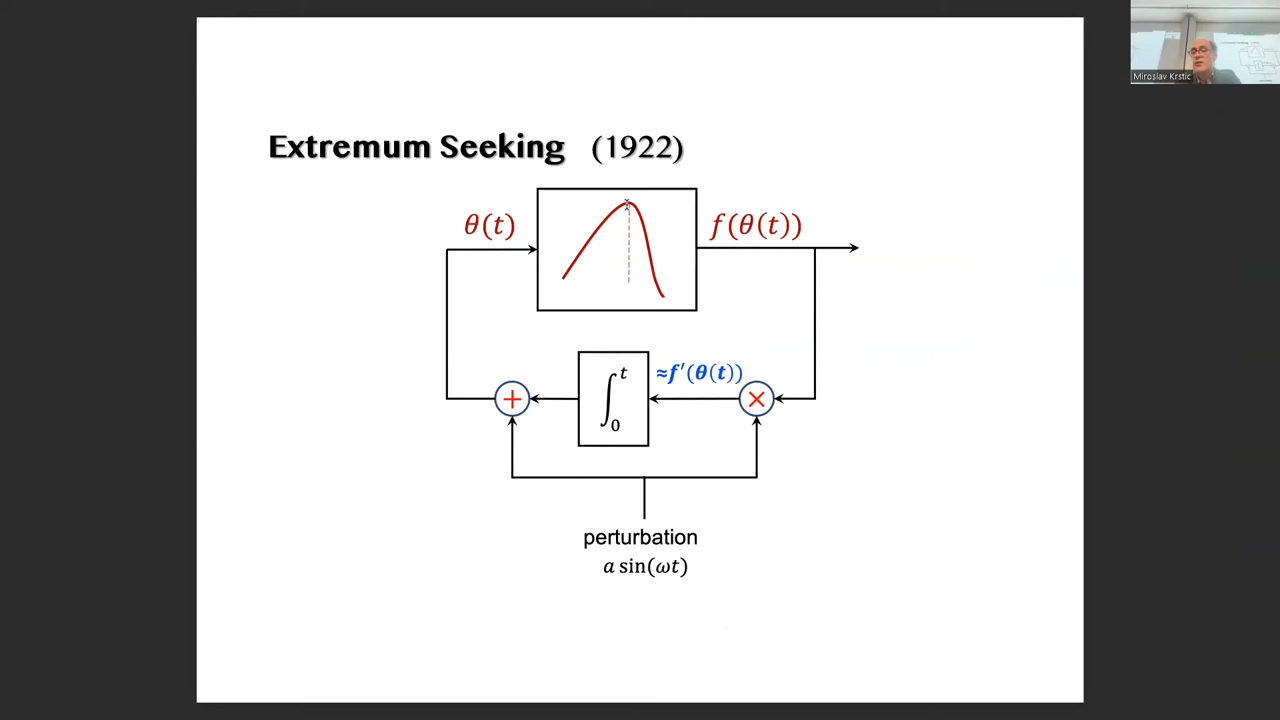 Miroslav Krstic
Extremum Seeking (1922)
θ(t)
f(θ(t))
∫₀ᵗ
≈f′(θ(t))
+
×
perturbation
a sin(ωt)